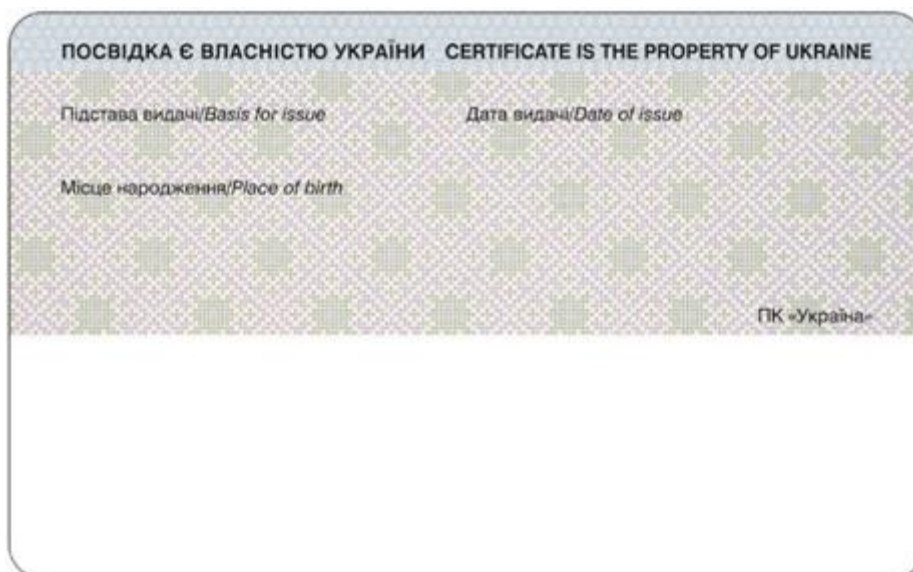 ПОСВІДКА Є ВЛАСНІСТЮ УКРАЇНИ CERTIFICATE IS THE PROPERTY OF UKRAINE
Підстава видачі/Basis for issue Дата видачі/Date of issue
Місце народження/Place of birth
ПК «Україна»